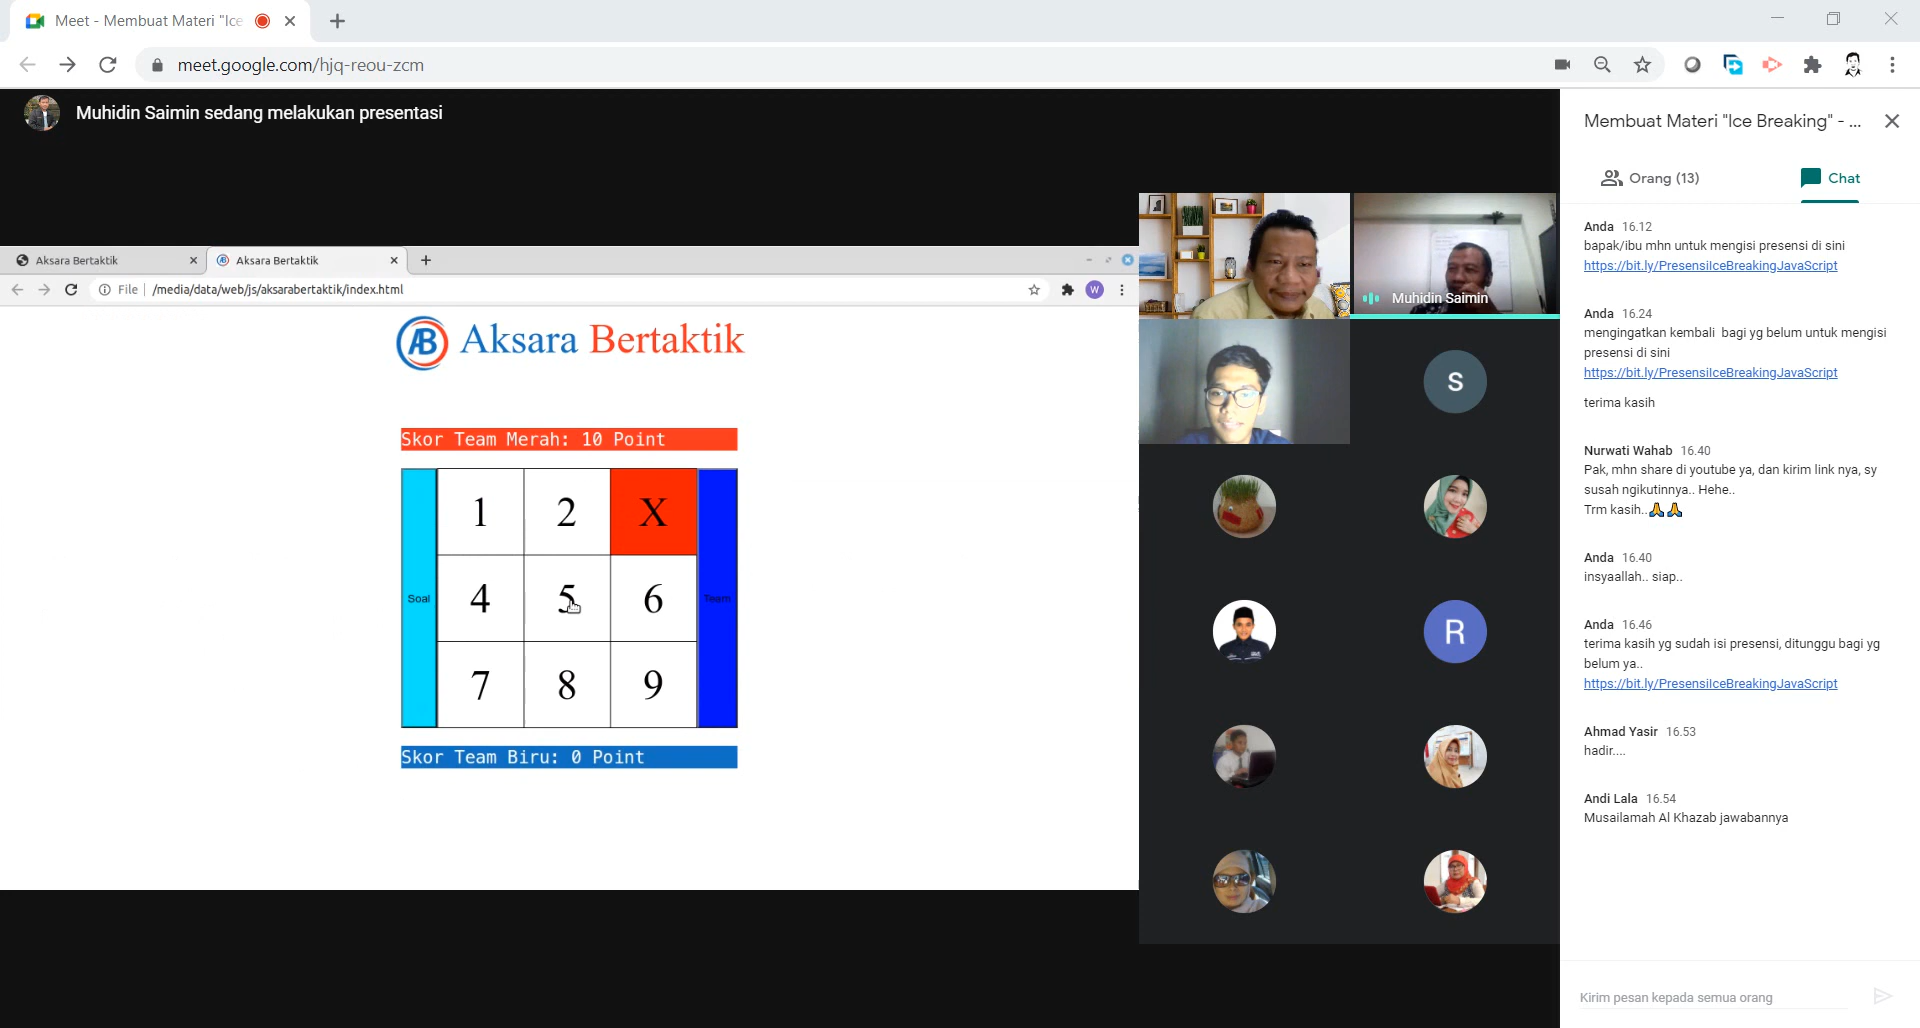 Meet - Membuat Materi "Ice
meet.google.com/hjq-reou-zcm
Muhidin Saimin sedang melakukan presentasi
Aksara Bertaktik
Aksara Bertaktik
File /media/data/web/js/aksarabertaktik/index.html
W
AB Aksara Bertaktik
Skor Team Merah: 10 Point
1 2 X
Soal 4 5 6 Team
7 8 9
Skor Team Biru: 0 Point
Muhidin Saimin
S
R
Membuat Materi "Ice Breaking" - ...
Orang (13)
Chat
Anda 16.12
bapak/ibu mhn untuk mengisi presensi di sini
https://bit.ly/PresensiIceBreakingJavaScript
Anda 16.24
mengingatkan kembali bagi yg belum untuk mengisi
presensi di sini
https://bit.ly/PresensiIceBreakingJavaScript
terima kasih
Nurwati Wahab 16.40
Pak, mhn share di youtube ya, dan kirim link nya, sy
susah ngikutinnya.. Hehe..
Trm kasih..🙏🙏
Anda 16.40
insyaallah.. siap..
Anda 16.46
terima kasih yg sudah isi presensi, ditunggu bagi yg
belum ya..
https://bit.ly/PresensiIceBreakingJavaScript
Ahmad Yasir 16.53
hadir....
Andi Lala 16.54
Musailamah Al Khazab jawabannya
Kirim pesan kepada semua orang